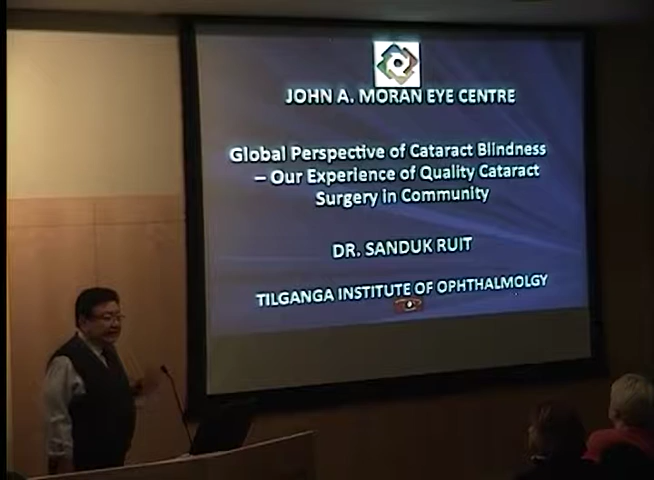 JOHN A. MORAN EYE CENTRE
Global Perspective of Cataract Blindness
– Our Experience of Quality Cataract
Surgery in Community
DR. SANDUK RUIT
TILGANGA INSTITUTE OF OPHTHALMOLGY